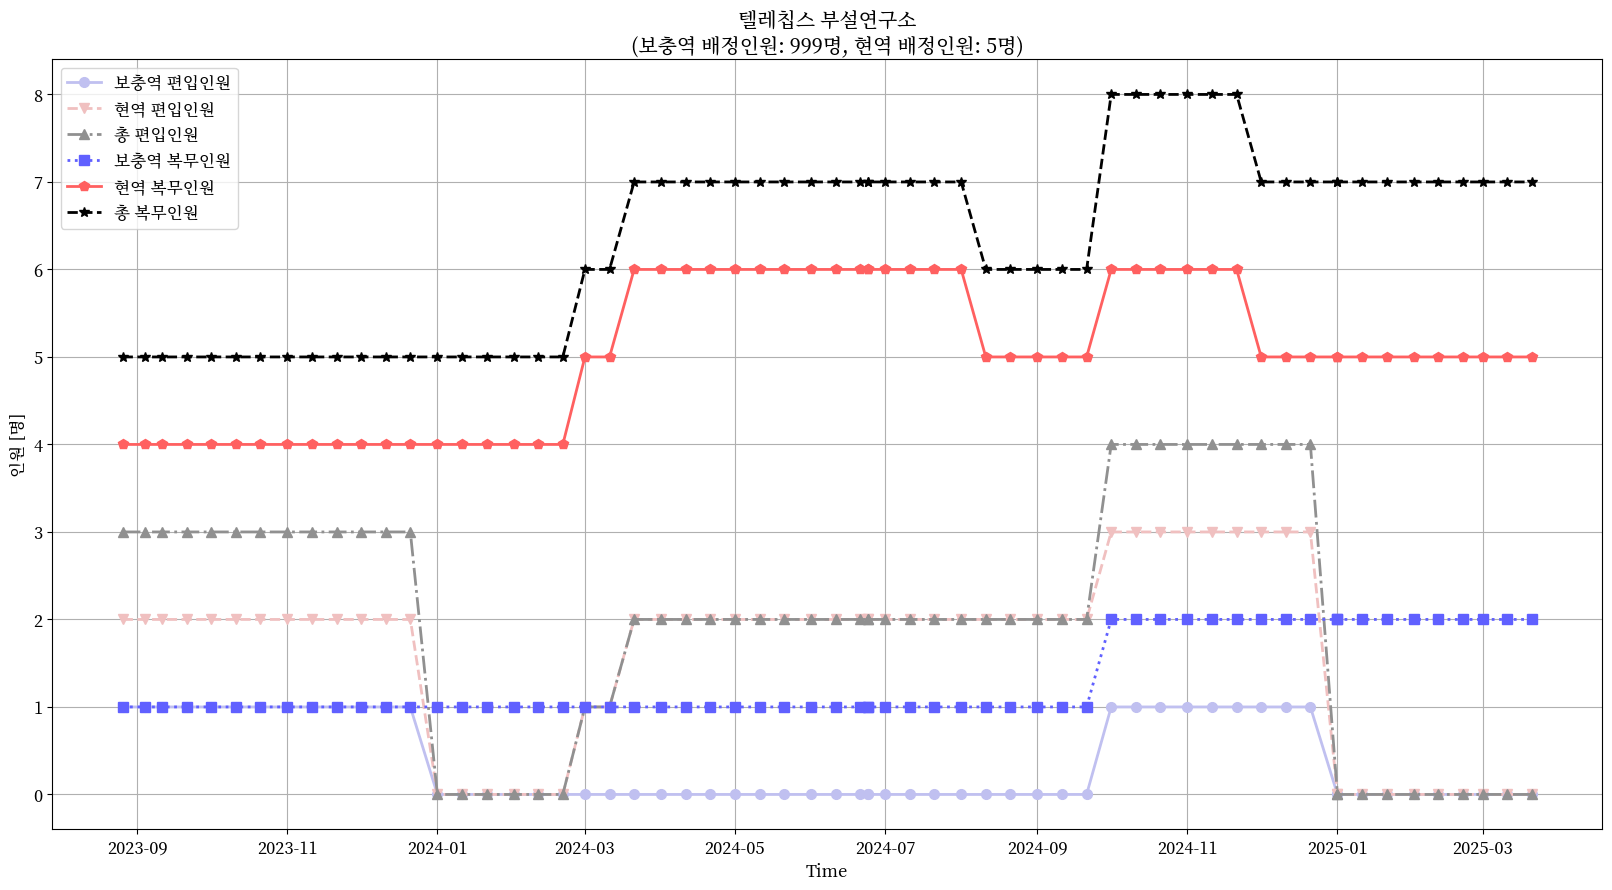 텔레칩스 부설연구소
(보충역 배정인원: 999명, 현역 배정인원: 5명)
보충역 편입인원
현역 편입인원
총 편입인원
보충역 복무인원
현역 복무인원
총 복무인원
인원 [명]
8
7
6
5
4
3
2
1
0
2023-09
2023-11
2024-01
2024-03
2024-05
2024-07
2024-09
2024-11
2025-01
2025-03
Time